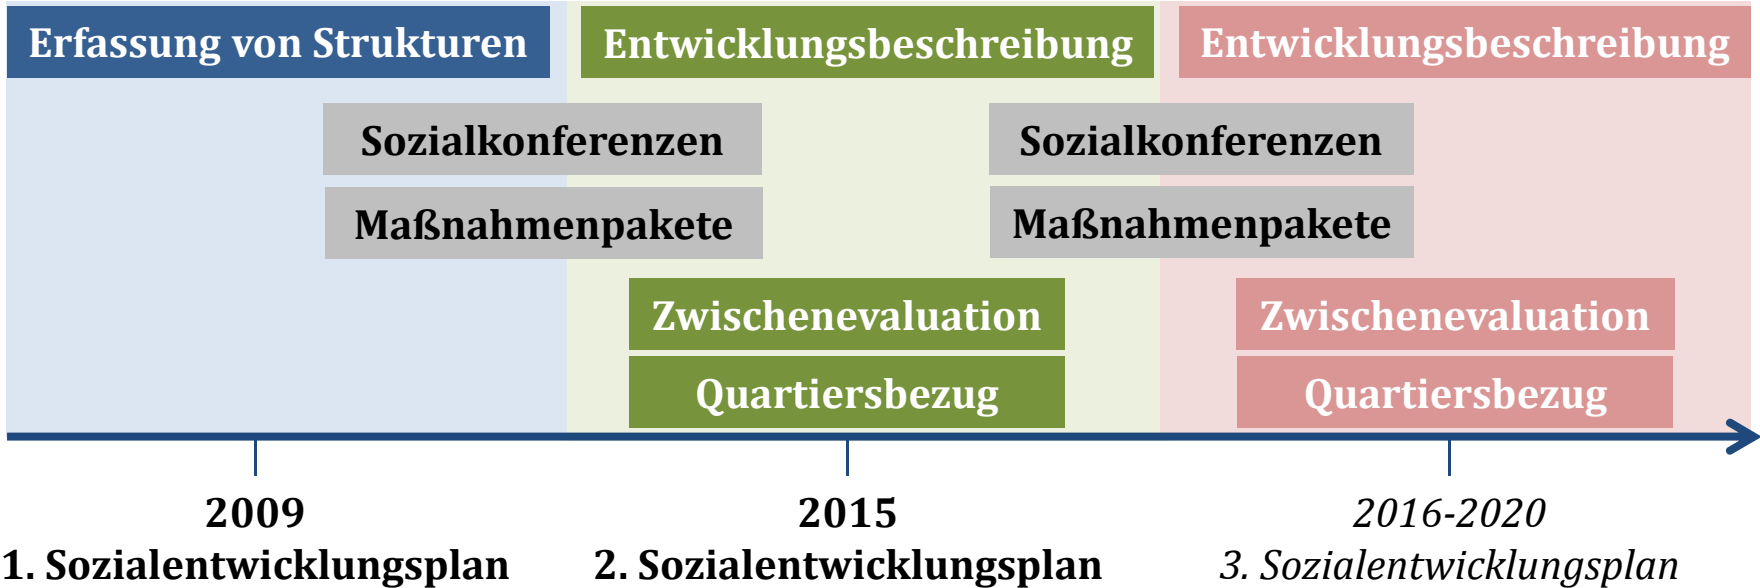 Erfassung von Strukturen
Entwicklungsbeschreibung
Entwicklungsbeschreibung
Sozialkonferenzen
Sozialkonferenzen
Maßnahmenpakete
Maßnahmenpakete
Zwischenevaluation
Zwischenevaluation
Quartiersbezug
Quartiersbezug
2009
1. Sozialentwicklungsplan
2015
2. Sozialentwicklungsplan
2016-2020
3. Sozialentwicklungsplan